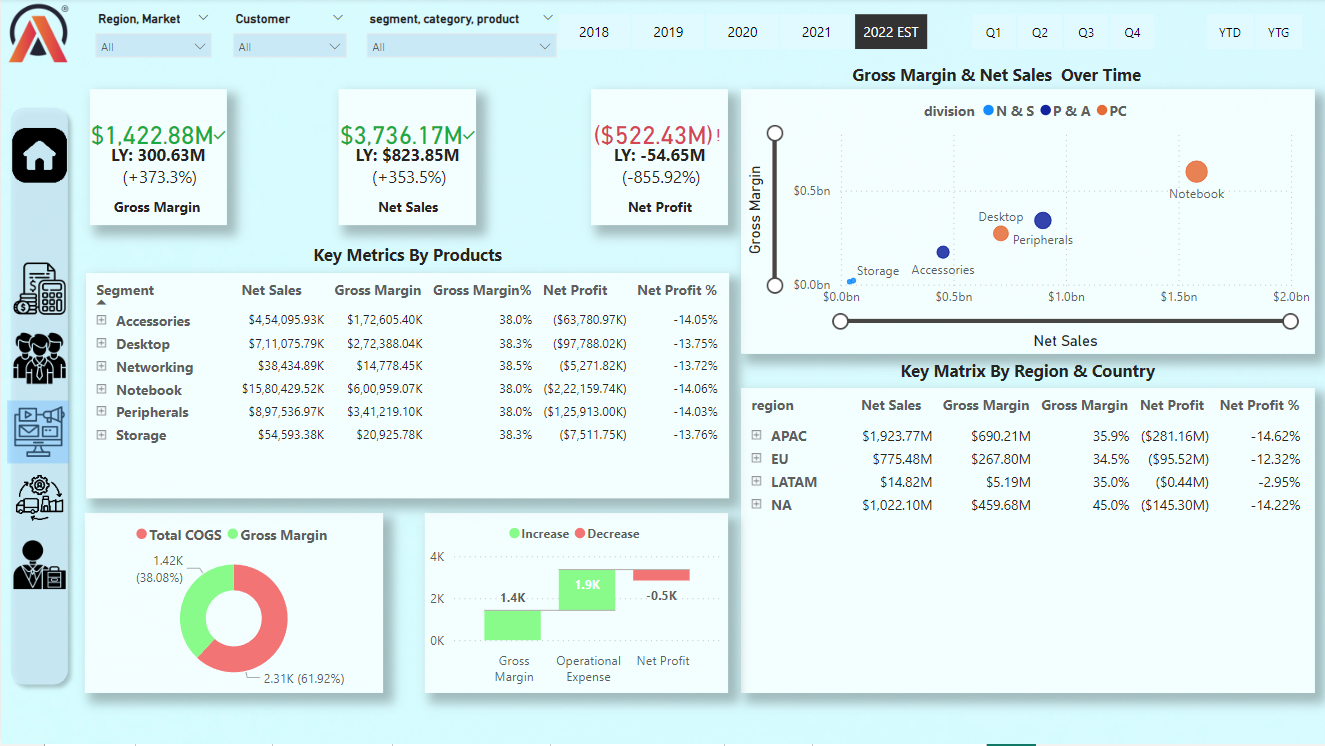 Region, Market
Customer
segment, category, product
All
All
All
2018
2019
2020
2021
2022 EST
Q1
Q2
Q3
Q4
YTD
YTG
$1,422.88M
LY: 300.63M
(+373.3%)
Gross Margin
$3,736.17M
LY: $823.85M
(+353.5%)
Net Sales
($522.43M) !
LY: -54.65M
(-855.92%)
Net Profit
Gross Margin & Net Sales Over Time
division N & S P & A PC
Gross Margin
$0.5bn
$0.0bn
Notebook
Desktop
Peripherals
Storage
Accessories
$0.0bn $0.5bn $1.0bn $1.5bn $2.0bn
Net Sales
Key Metrics By Products
Segment Net Sales Gross Margin Gross Margin% Net Profit Net Profit %
Accessories $4,54,095.93K $1,72,605.40K 38.0% ($63,780.97K) -14.05%
Desktop $7,11,075.79K $2,72,388.04K 38.3% ($97,788.02K) -13.75%
Networking $38,434.89K $14,778.45K 38.5% ($5,271.82K) -13.72%
Notebook $15,80,429.52K $6,00,959.07K 38.0% ($2,22,159.74K) -14.06%
Peripherals $8,97,536.97K $3,41,219.10K 38.0% ($1,25,913.00K) -14.03%
Storage $54,593.38K $20,925.78K 38.3% ($7,511.75K) -13.76%
Key Matrix By Region & Country
region Net Sales Gross Margin Gross Margin Net Profit Net Profit %
APAC $1,923.77M $690.21M 35.9% ($281.16M) -14.62%
EU $775.48M $267.80M 34.5% ($95.52M) -12.32%
LATAM $14.82M $5.19M 35.0% ($0.44M) -2.95%
NA $1,022.10M $459.68M 45.0% ($145.30M) -14.22%
Total COGS Gross Margin
1.42K
(38.08%)
2.31K (61.92%)
Increase Decrease
4K
2K
0K
1.4K
1.9K
-0.5K
Gross
Margin
Operational
Expense
Net Profit